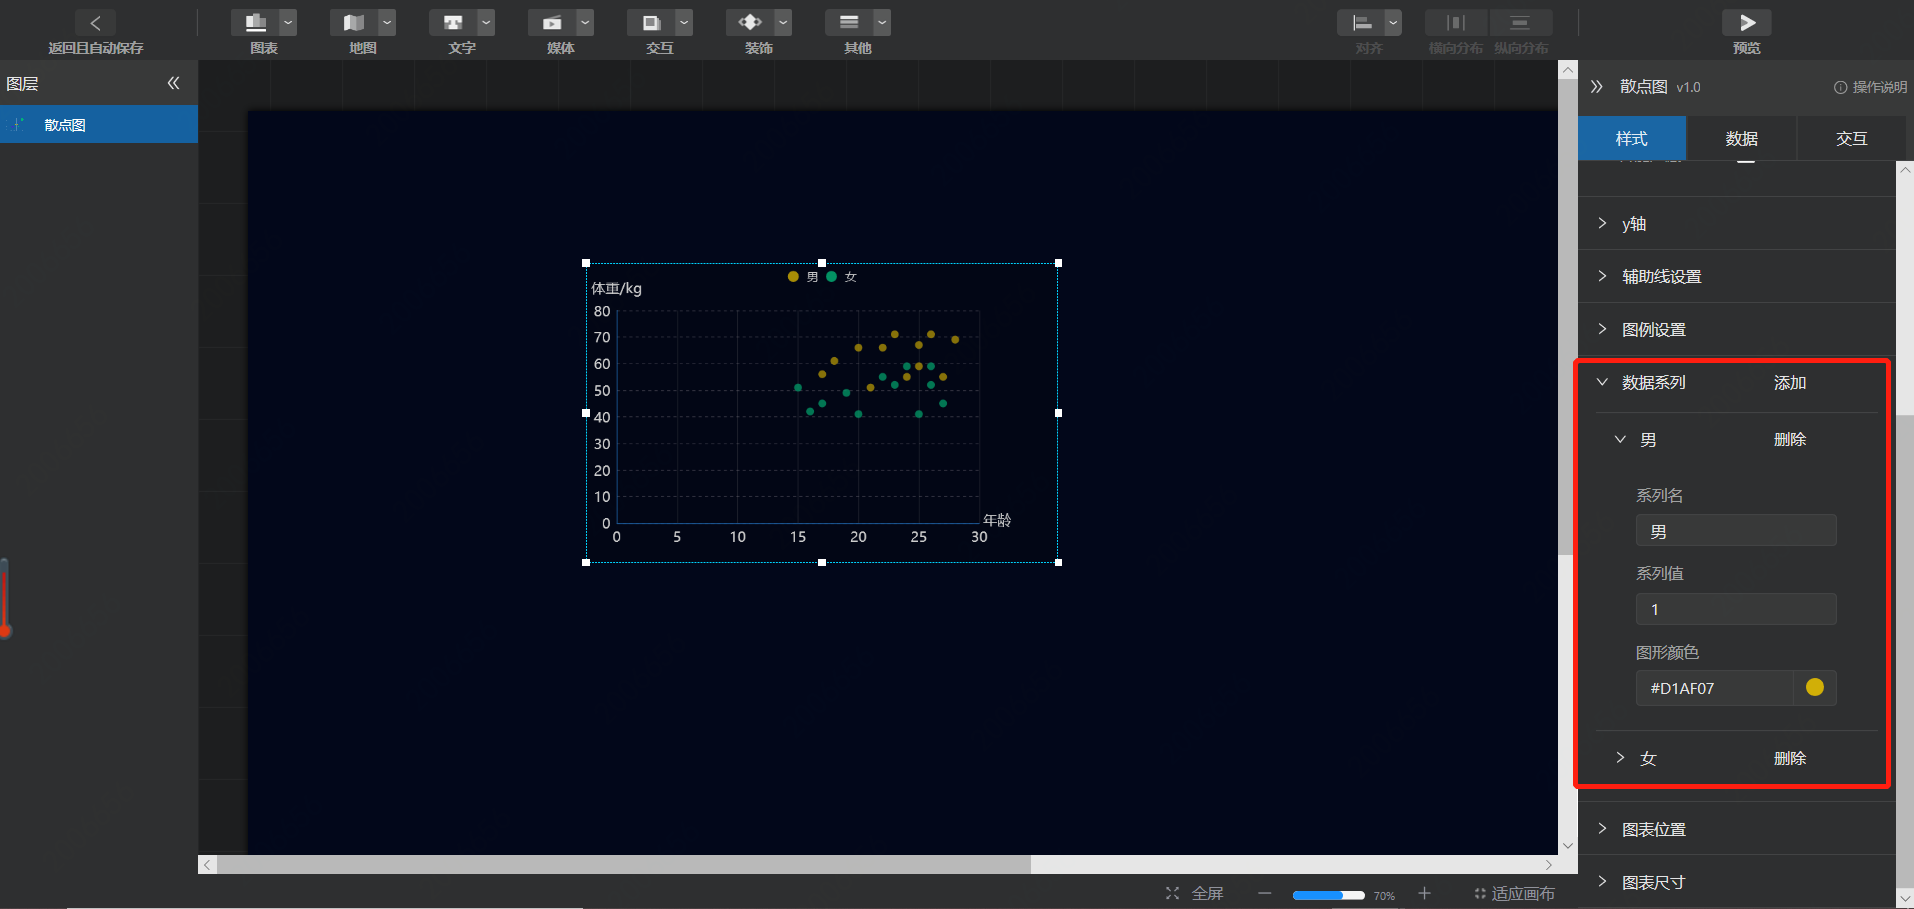 返回且自动保存
图表
地图
文字
媒体
交互
装饰
其他
对齐
横向分布
纵向分布
预览
图层
散点图
散点图 v1.0
操作说明
样式
数据
交互
y轴
辅助线设置
图例设置
数据系列 添加
男 删除
系列名
男
系列值
1
图形颜色
#D1AF07
女 删除
图表位置
图表尺寸
男 女
体重/kg
80
70
60
50
40
30
20
10
0
0 5 10 15 20 25 30
年龄
全屏
70%
适应画布